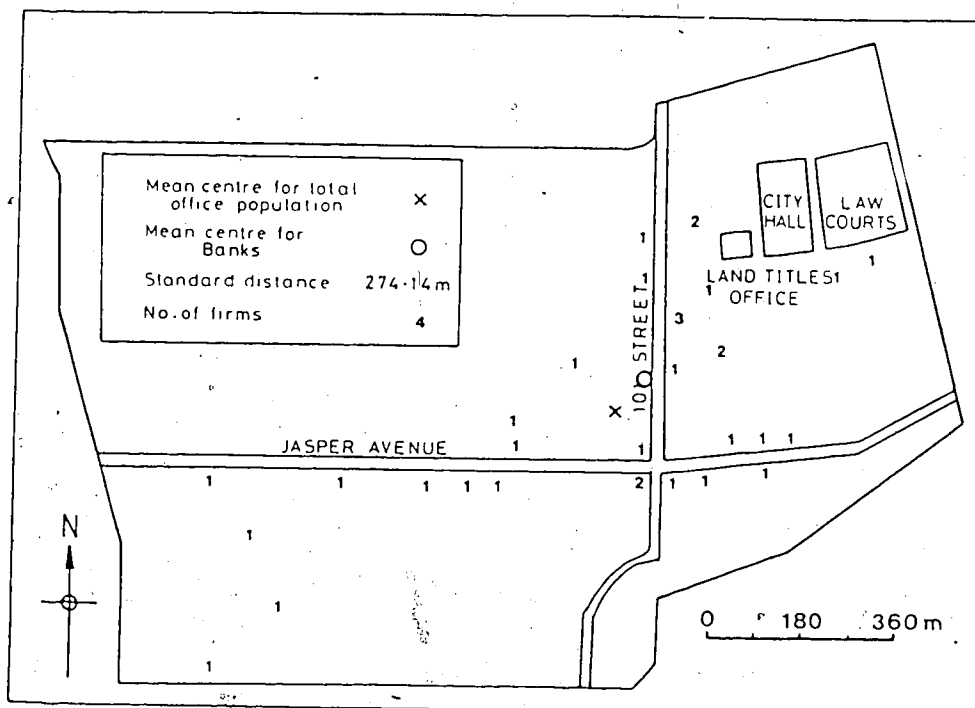 Mean centre for total
office population
×
Mean centre for
Banks
O
Standard distance 274·14m
No. of firms 4
CITY
HALL
LAW
COURTS
2
1
1
LAND TITLES 1
OFFICE
1
1
3
2
1
1
STREET
1
1
JASPER AVENUE
1
1
1
1
1
1
1
1
1
2
1
1
1
1
N
1
1
0 180 360 m